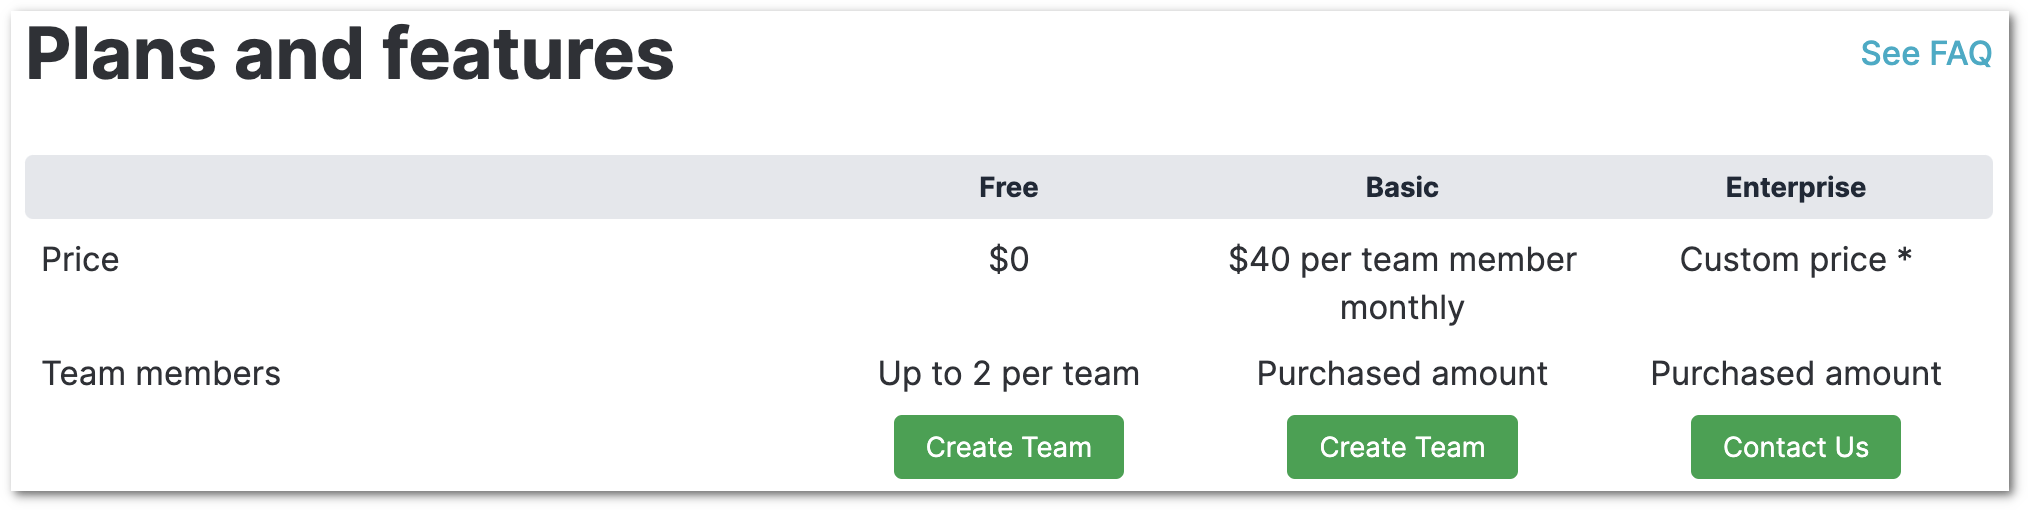 Plans and features
See FAQ
Free Basic Enterprise
Price $0 $40 per team member monthly Custom price *
Team members Up to 2 per team Purchased amount Purchased amount
Create Team Create Team Contact Us